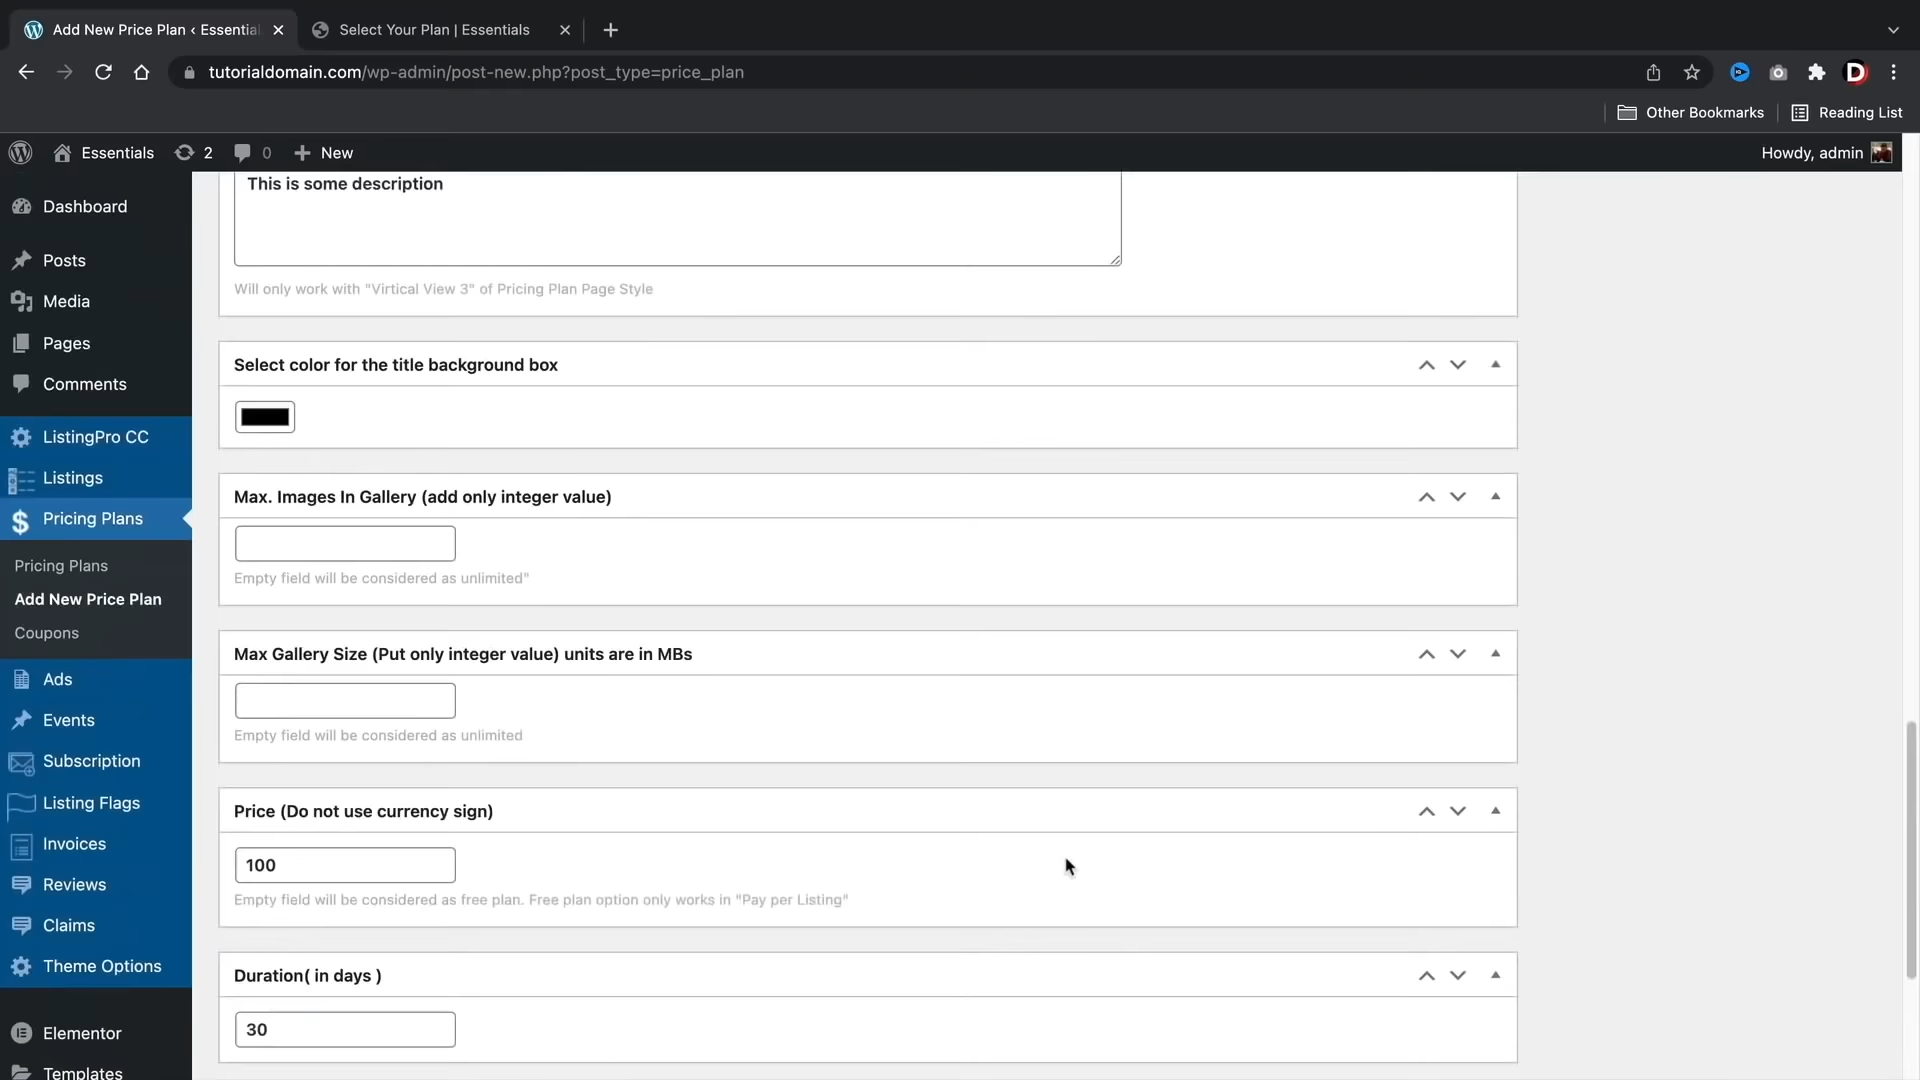 Add New Price Plan ‹ Essentia
Select Your Plan | Essentials
tutorialdomain.com/wp-admin/post-new.php?post_type=price_plan
Other Bookmarks
Reading List
Essentials
2
0
New
Howdy, admin
Dashboard
Posts
Media
Pages
Comments
ListingPro CC
Listings
Pricing Plans
Pricing Plans
Add New Price Plan
Coupons
Ads
Events
Subscription
Listing Flags
Invoices
Reviews
Claims
Theme Options
Elementor
Templates
This is some description
Will only work with "Virtical View 3" of Pricing Plan Page Style
Select color for the title background box
Max. Images In Gallery (add only integer value)
Empty field will be considered as unlimited"
Max Gallery Size (Put only integer value) units are in MBs
Empty field will be considered as unlimited
Price (Do not use currency sign)
100
Empty field will be considered as free plan. Free plan option only works in "Pay per Listing"
Duration( in days )
30